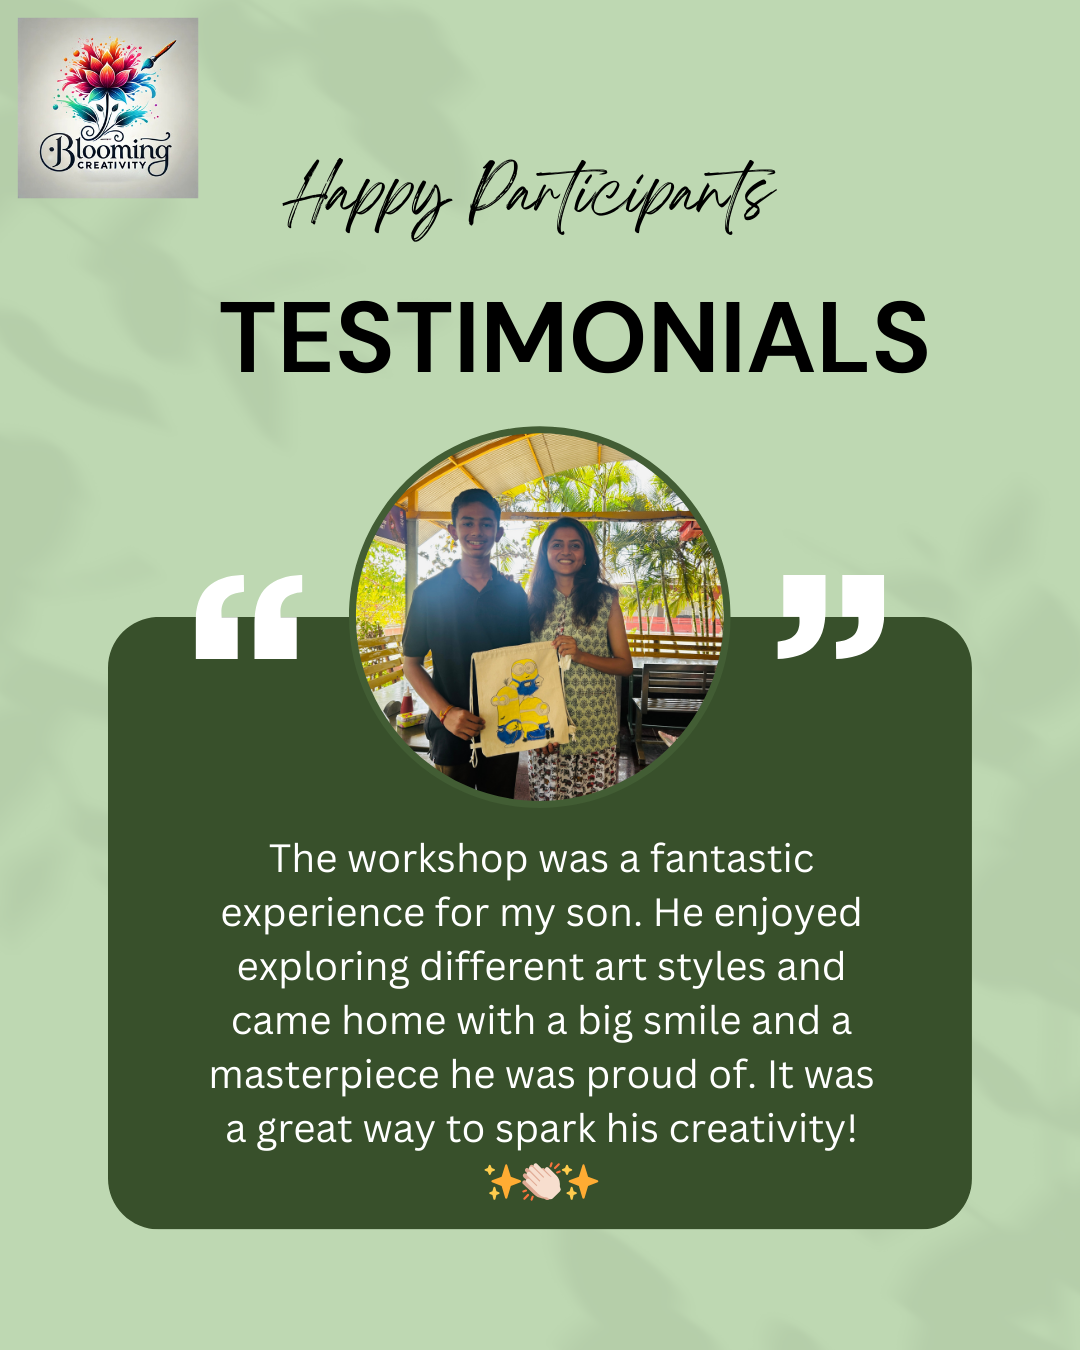 Blooming
CREATIVITY
Happy Participants
TESTIMONIALS
“ ”
The workshop was a fantastic
experience for my son. He enjoyed
exploring different art styles and
came home with a big smile and a
masterpiece he was proud of. It was
a great way to spark his creativity!
✨👏🏻✨